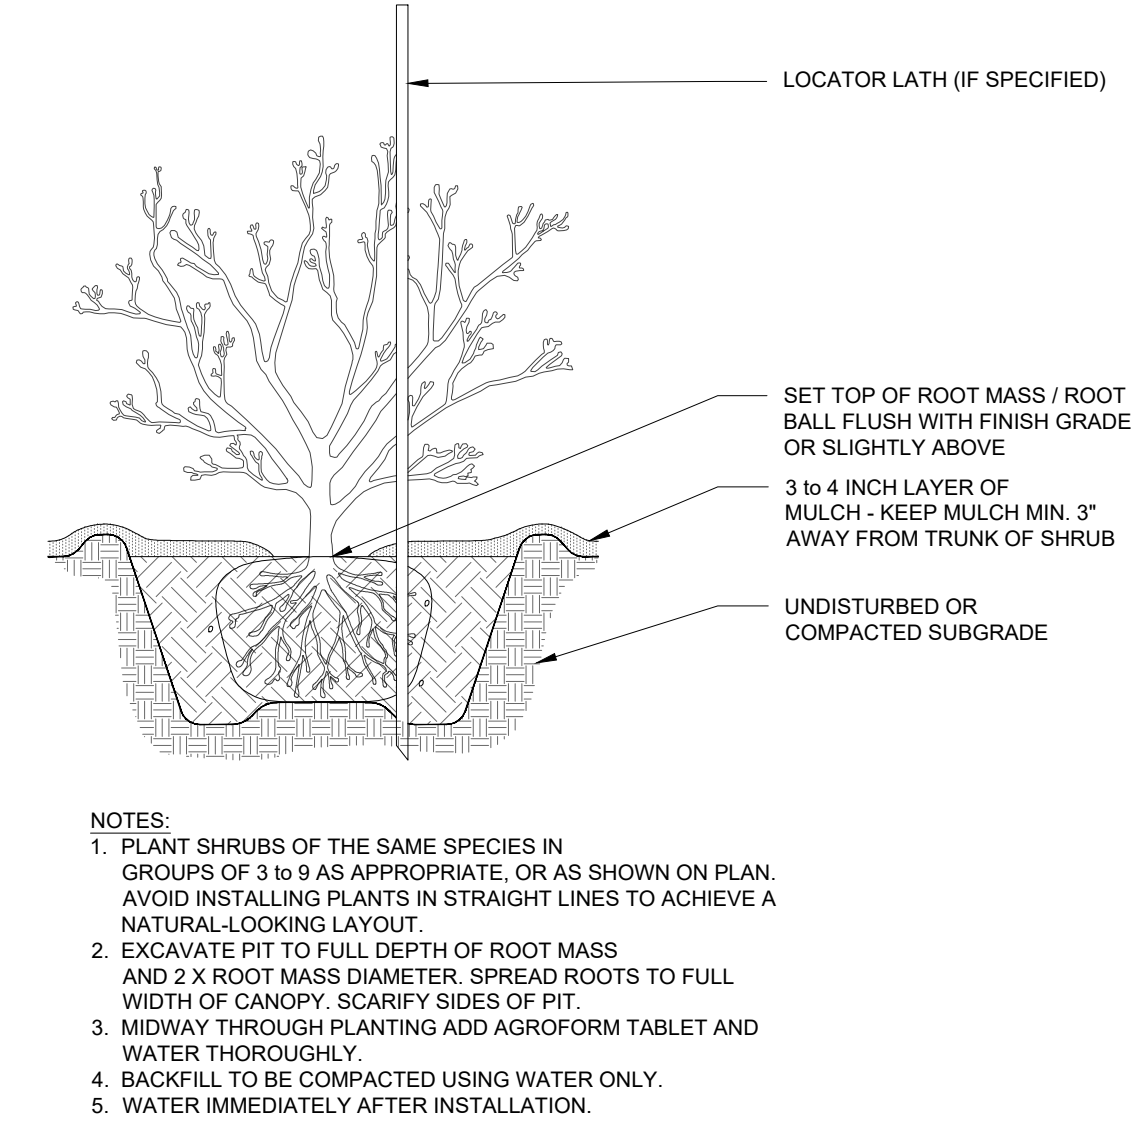 LOCATOR LATH (IF SPECIFIED)
SET TOP OF ROOT MASS / ROOT
BALL FLUSH WITH FINISH GRADE
OR SLIGHTLY ABOVE
3 to 4 INCH LAYER OF
MULCH - KEEP MULCH MIN. 3"
AWAY FROM TRUNK OF SHRUB
UNDISTURBED OR
COMPACTED SUBGRADE
NOTES:
1. PLANT SHRUBS OF THE SAME SPECIES IN
GROUPS OF 3 to 9 AS APPROPRIATE, OR AS SHOWN ON PLAN.
AVOID INSTALLING PLANTS IN STRAIGHT LINES TO ACHIEVE A
NATURAL-LOOKING LAYOUT.
2. EXCAVATE PIT TO FULL DEPTH OF ROOT MASS
AND 2 X ROOT MASS DIAMETER. SPREAD ROOTS TO FULL
WIDTH OF CANOPY. SCARIFY SIDES OF PIT.
3. MIDWAY THROUGH PLANTING ADD AGROFORM TABLET AND
WATER THOROUGHLY.
4. BACKFILL TO BE COMPACTED USING WATER ONLY.
5. WATER IMMEDIATELY AFTER INSTALLATION.